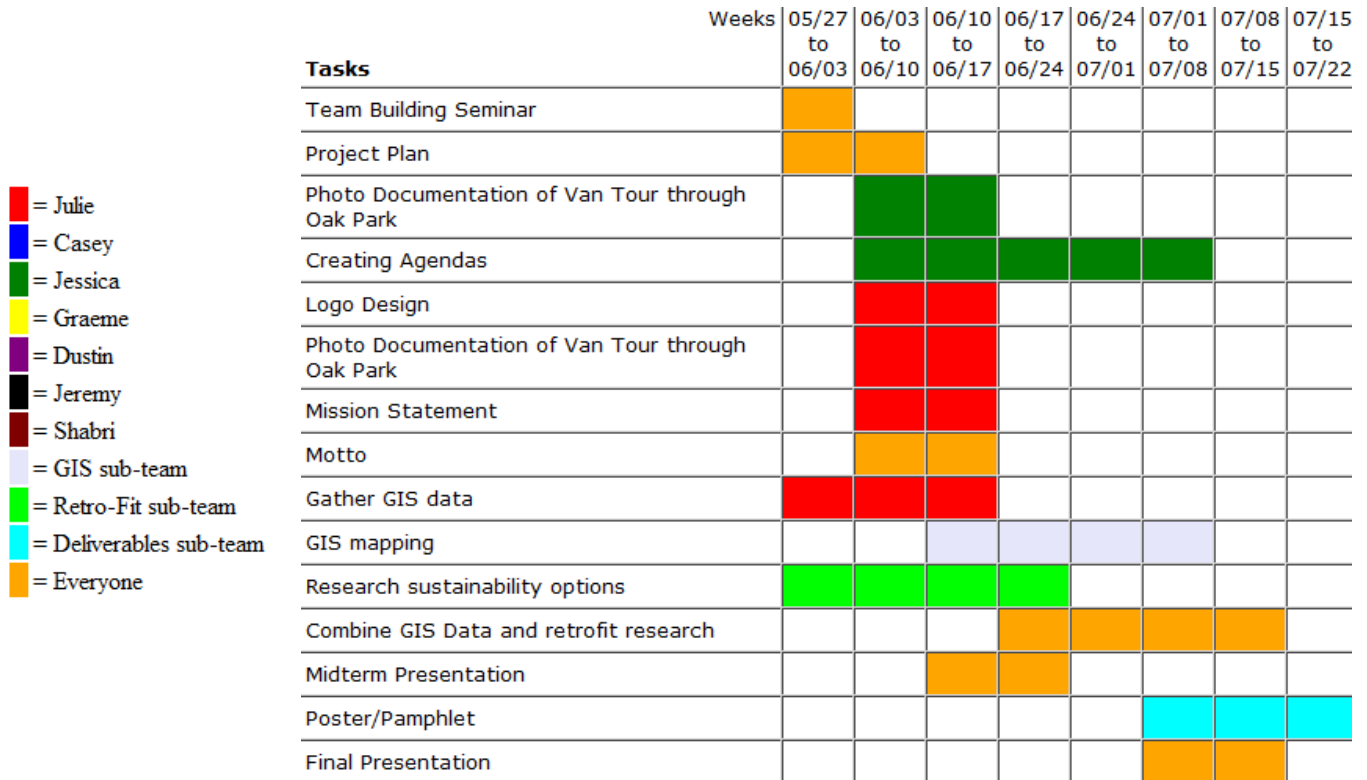 Weeks 05/27 06/03 06/10 06/17 06/24 07/01 07/08 07/15
to to to to to to to to
Tasks 06/03 06/10 06/17 06/24 07/01 07/08 07/15 07/22
Team Building Seminar
Project Plan
Photo Documentation of Van Tour through
Oak Park
Creating Agendas
Logo Design
Photo Documentation of Van Tour through
Oak Park
Mission Statement
Motto
Gather GIS data
GIS mapping
Research sustainability options
Combine GIS Data and retrofit research
Midterm Presentation
Poster/Pamphlet
Final Presentation
= Julie
= Casey
= Jessica
= Graeme
= Dustin
= Jeremy
= Shabri
= GIS sub-team
= Retro-Fit sub-team
= Deliverables sub-team
= Everyone